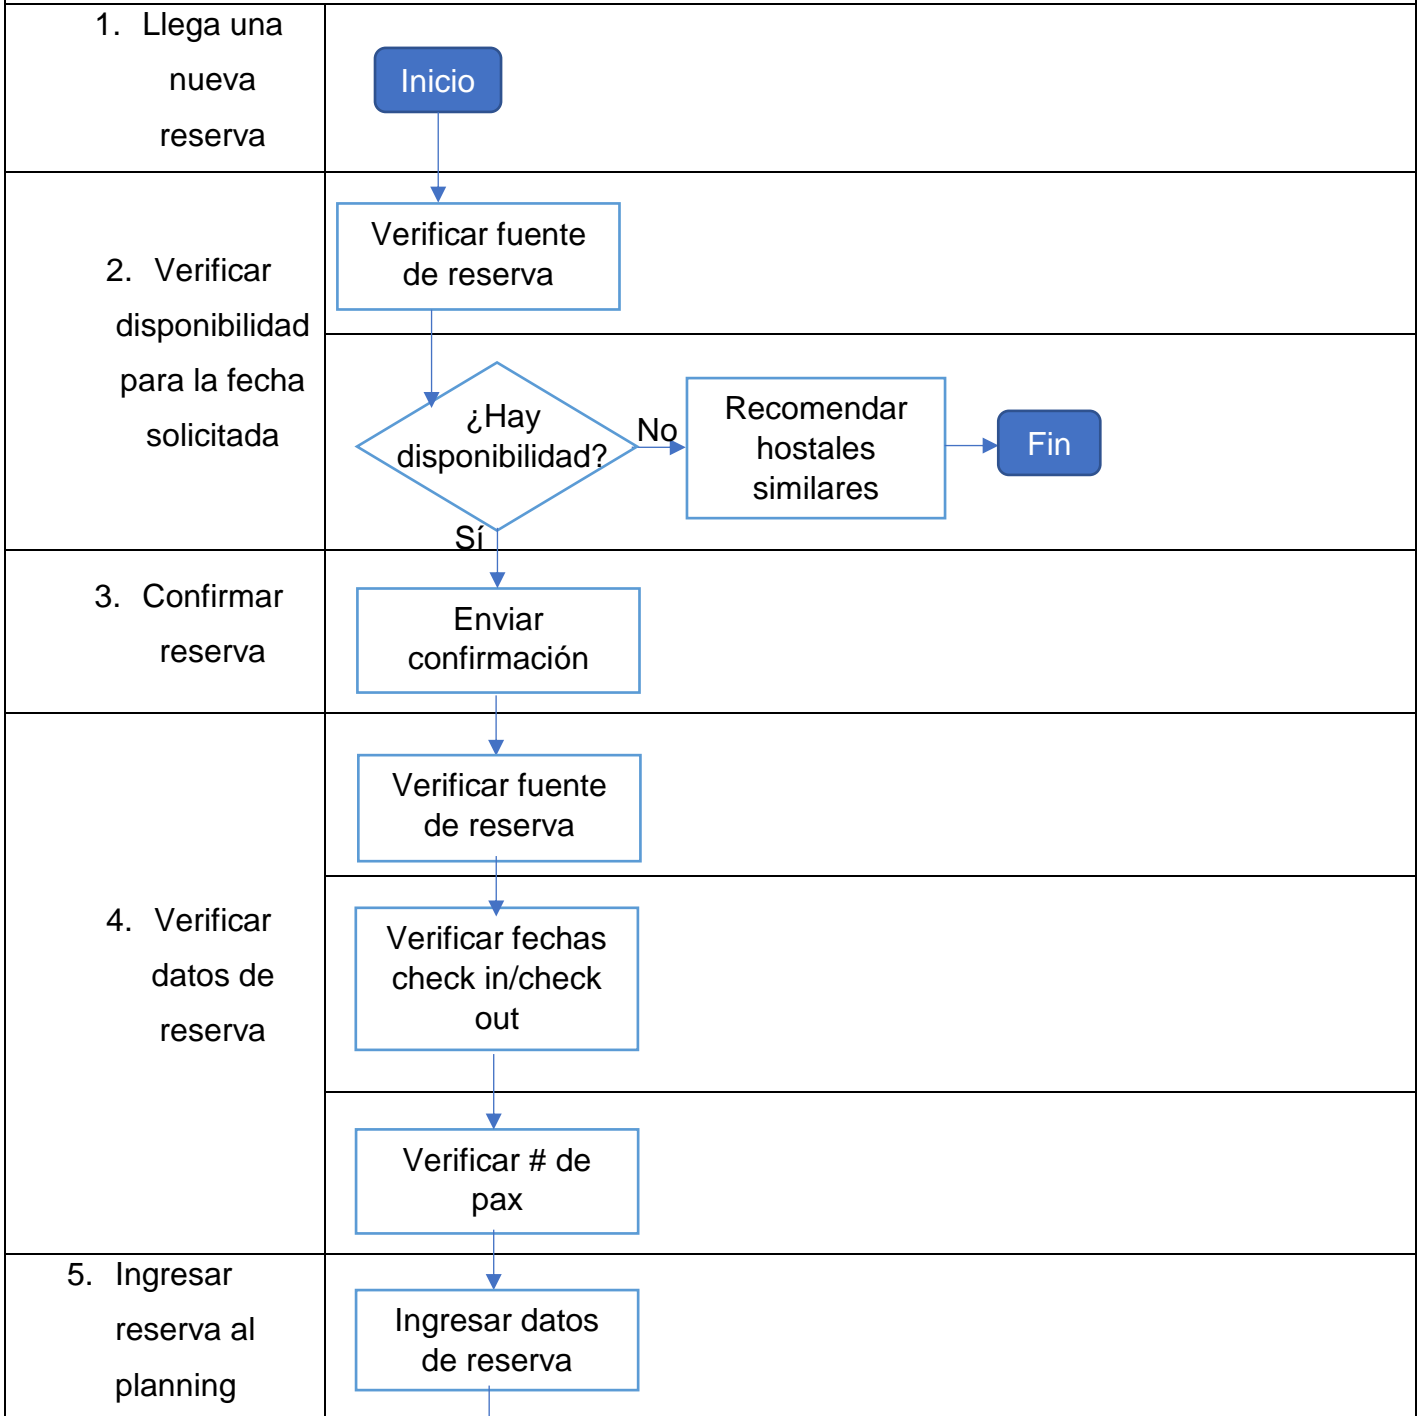 1. Llega una
nueva
reserva
Inicio
2. Verificar
disponibilidad
para la fecha
solicitada
Verificar fuente
de reserva
¿Hay
disponibilidad?
No
Recomendar
hostales
similares
Fin
Sí
3. Confirmar
reserva
Enviar
confirmación
4. Verificar
datos de
reserva
Verificar fuente
de reserva
Verificar fechas
check in/check
out
Verificar # de
pax
5. Ingresar
reserva al
planning
Ingresar datos
de reserva